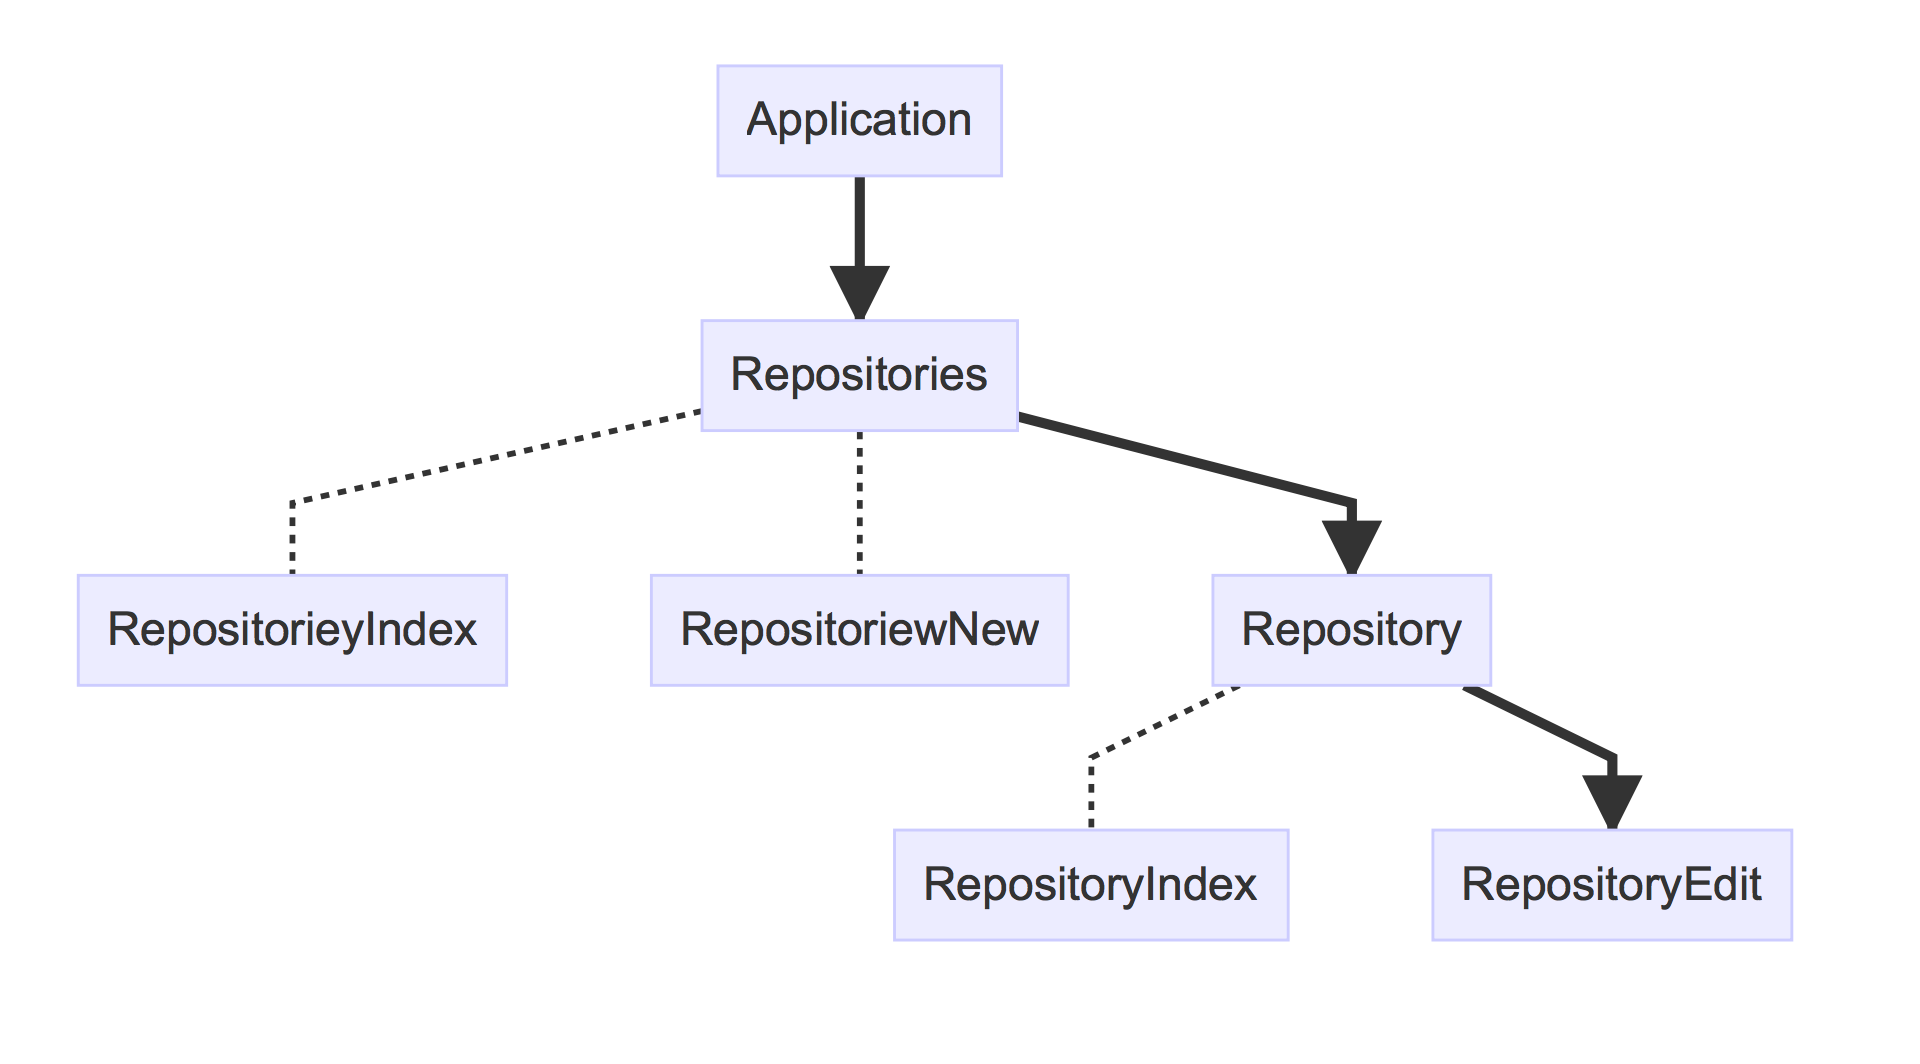 Application
Repositories
RepositorieyIndex
RepositoriewNew
Repository
RepositoryIndex
RepositoryEdit